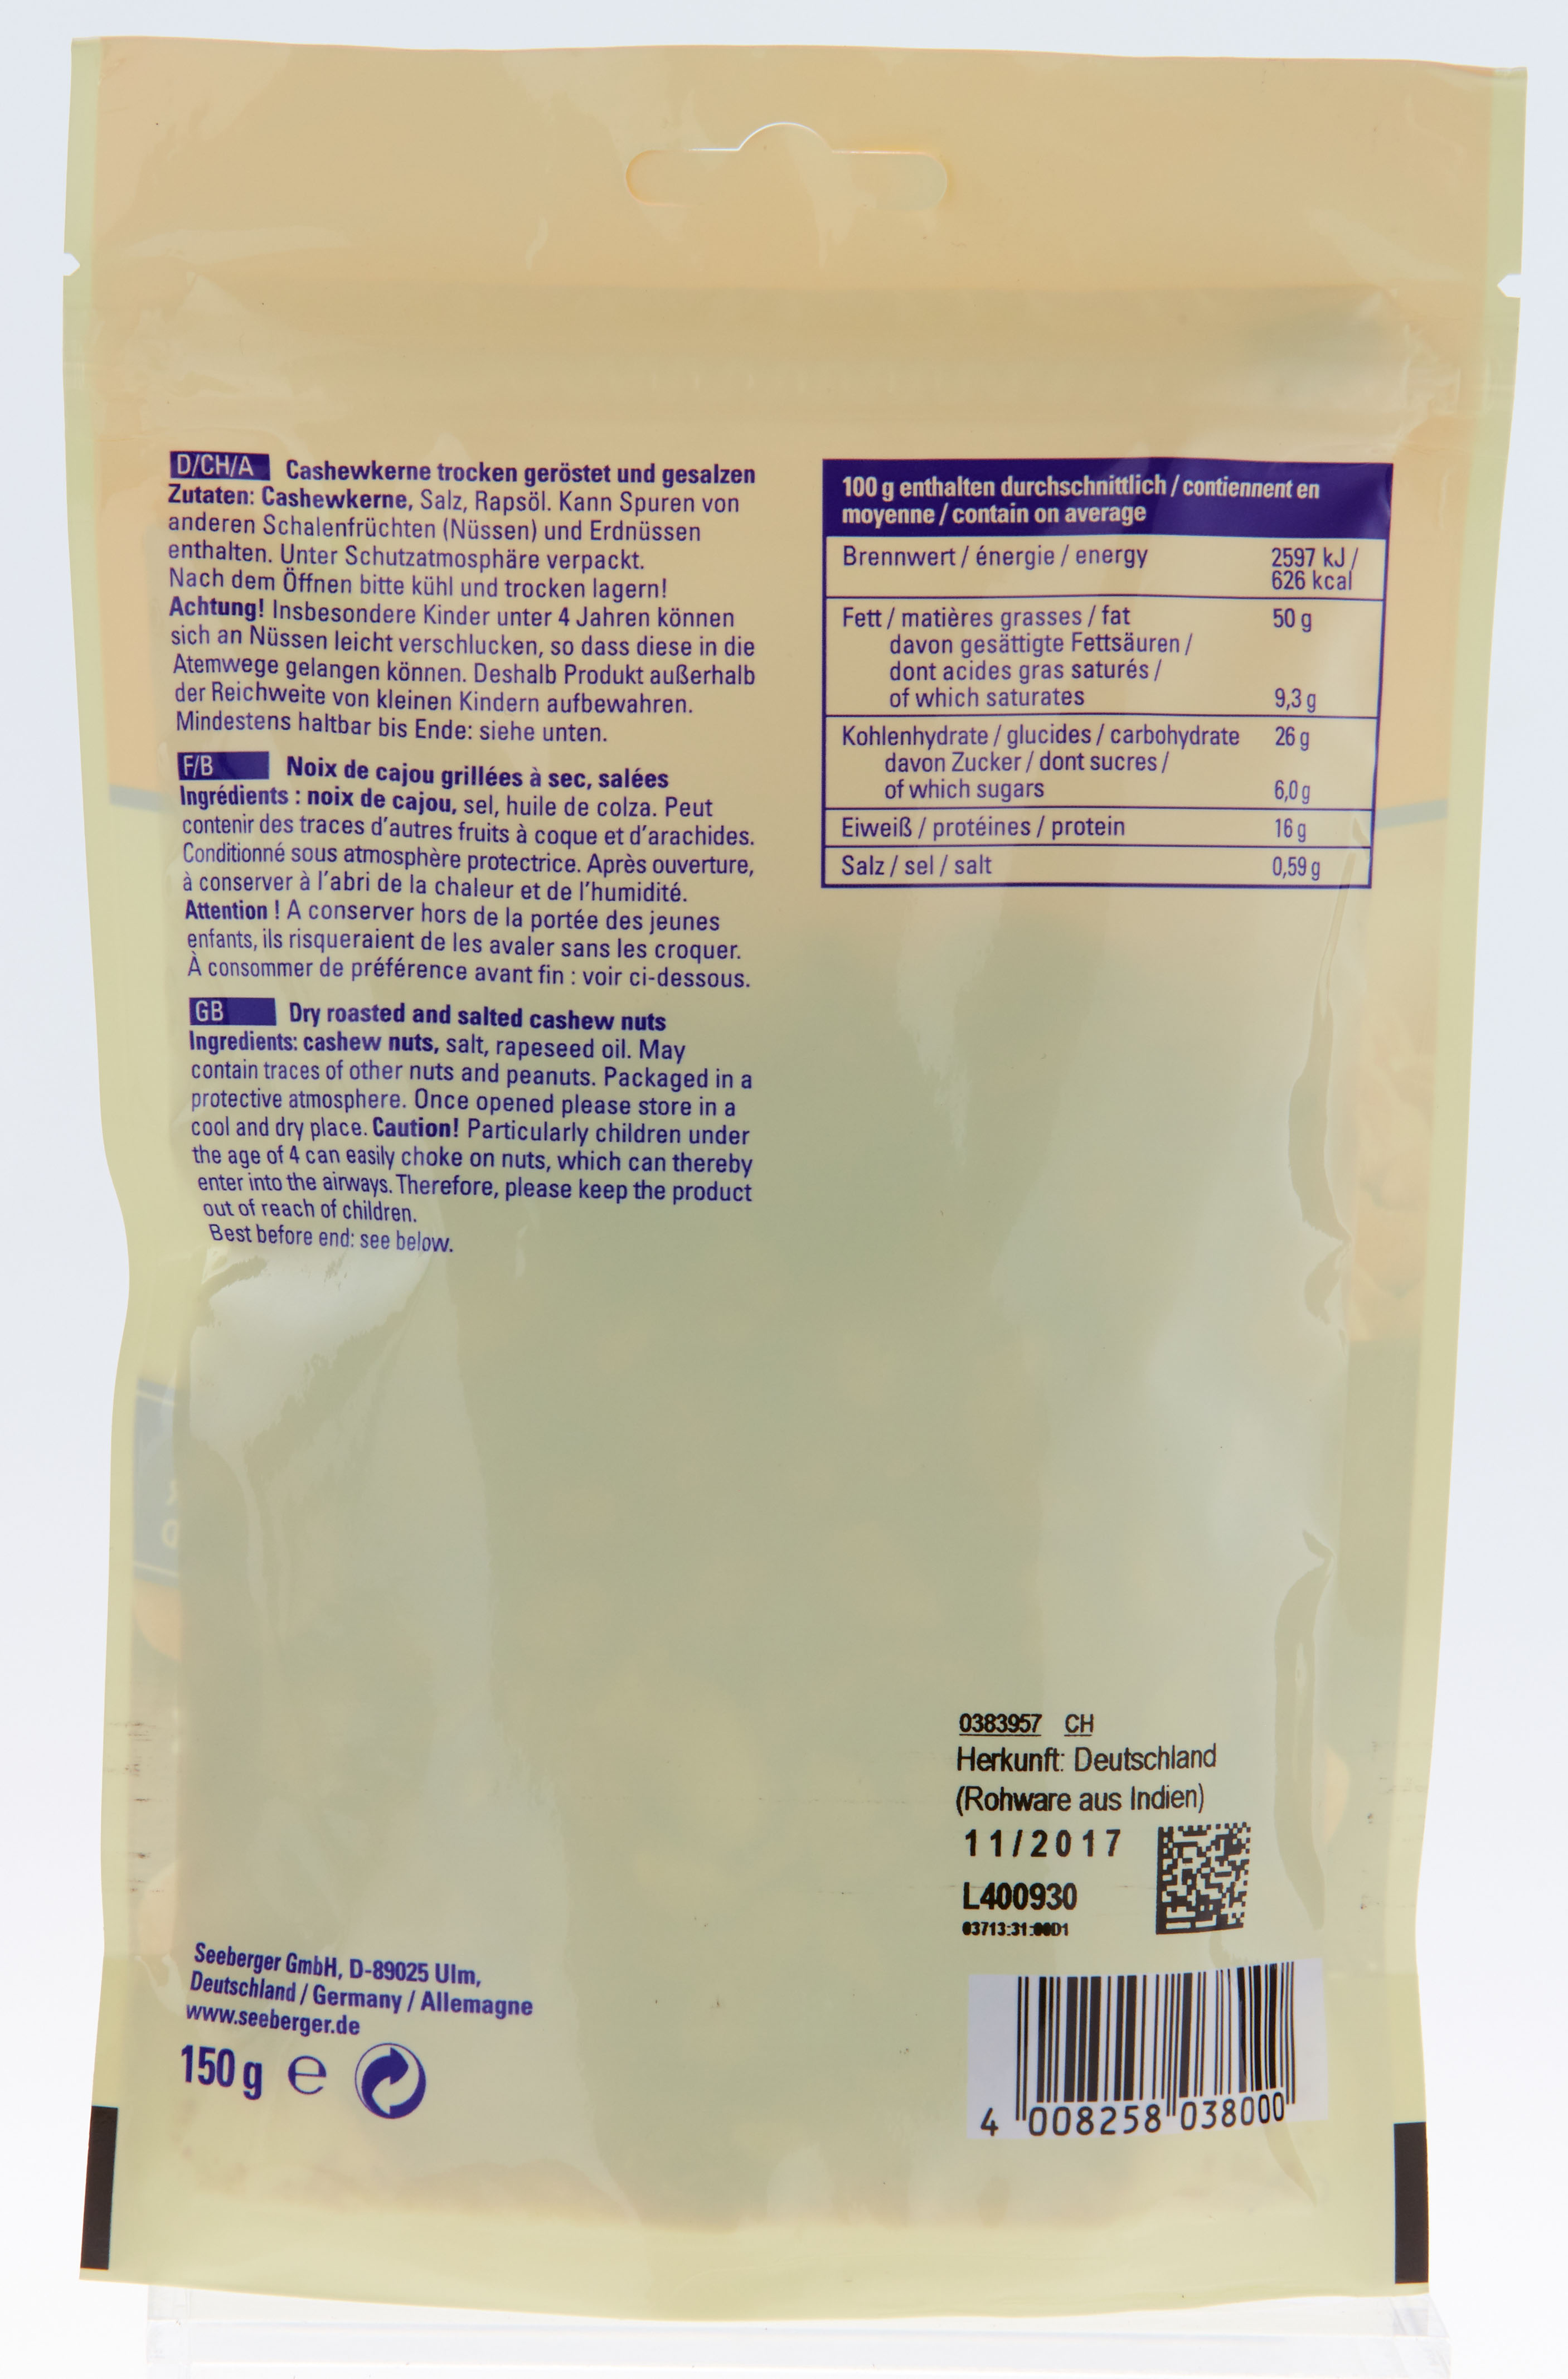 D/CH/A Cashewkerne trocken geröstet und gesalzen
Zutaten: Cashewkerne, Salz, Rapsöl. Kann Spuren von
anderen Schalenfrüchten (Nüssen) und Erdnüssen
enthalten. Unter Schutzatmosphäre verpackt.
Nach dem Öffnen bitte kühl und trocken lagern!
Achtung! Insbesondere Kinder unter 4 Jahren können
sich an Nüssen leicht verschlucken, so dass diese in die
Atemwege gelangen können. Deshalb Produkt außerhalb
der Reichweite von kleinen Kindern aufbewahren.
Mindestens haltbar bis Ende: siehe unten.
F/B Noix de cajou grillées à sec, salées
Ingrédients : noix de cajou, sel, huile de colza. Peut
contenir des traces d'autres fruits à coque et d'arachides.
Conditionné sous atmosphère protectrice. Après ouverture,
à conserver à l'abri de la chaleur et de l'humidité.
Attention ! A conserver hors de la portée des jeunes
enfants, ils risqueraient de les avaler sans les croquer.
À consommer de préférence avant fin : voir ci-dessous.
GB Dry roasted and salted cashew nuts
Ingredients: cashew nuts, salt, rapeseed oil. May
contain traces of other nuts and peanuts. Packaged in a
protective atmosphere. Once opened please store in a
cool and dry place. Caution! Particularly children under
the age of 4 can easily choke on nuts, which can thereby
enter into the airways. Therefore, please keep the product
out of reach of children.
Best before end: see below.
100 g enthalten durchschnittlich / contiennent en
moyenne / contain on average
Brennwert / énergie / energy 2597 kJ /
626 kcal
Fett / matières grasses / fat 50 g
davon gesättigte Fettsäuren /
dont acides gras saturés /
of which saturates 9,3 g
Kohlenhydrate / glucides / carbohydrate 26 g
davon Zucker / dont sucres /
of which sugars 6,0 g
Eiweiß / protéines / protein 16 g
Salz / sel / salt 0,59 g
0383957 CH
Herkunft: Deutschland
(Rohware aus Indien)
11/2017
L400930
03713:31:00D1
Seeberger GmbH, D-89025 Ulm,
Deutschland / Germany / Allemagne
www.seeberger.de
150 g e
4 008258 038000